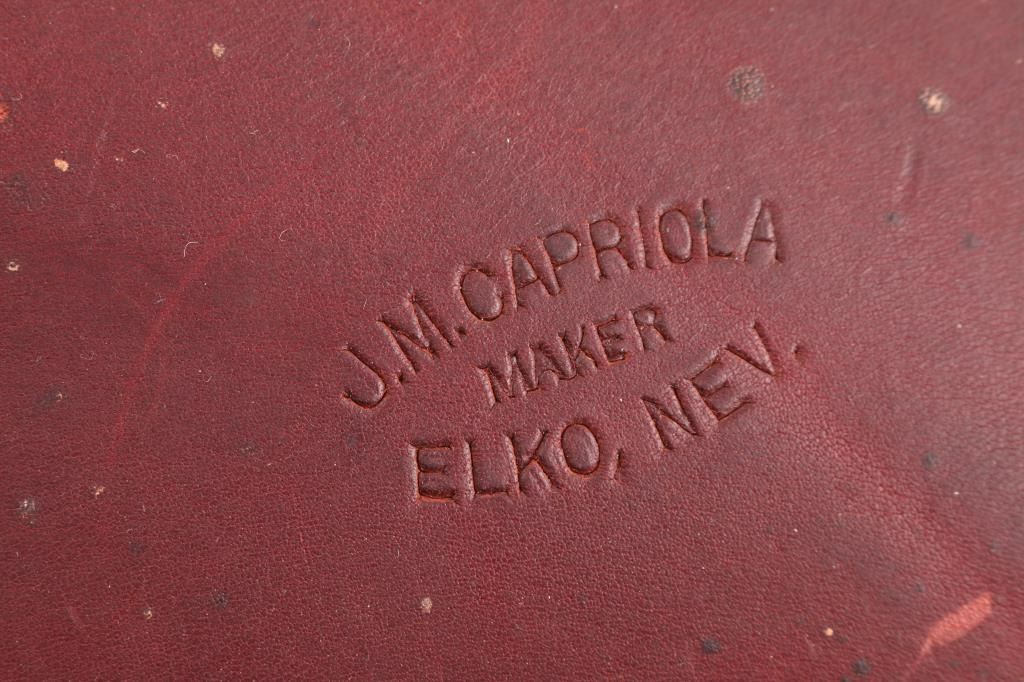 J.M. CAPRIOLA
MAKER
ELKO, NEV.